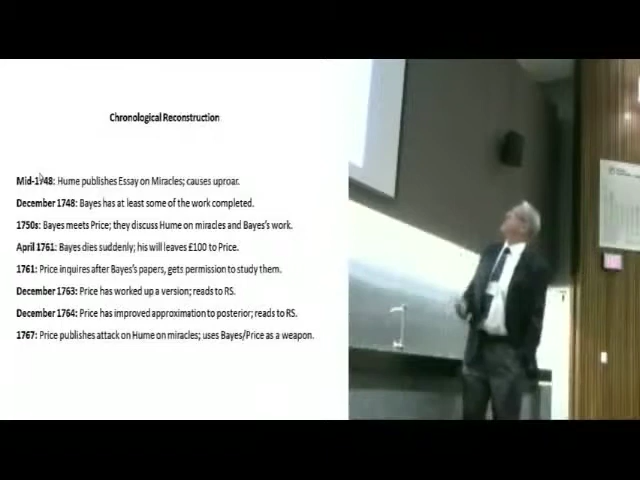 Chronological Reconstruction
Mid-1748: Hume publishes Essay on Miracles; causes uproar.
December 1748: Bayes has at least some of the work completed.
1750s: Bayes meets Price; they discuss Hume on miracles and Bayes's work.
April 1761: Bayes dies suddenly; his will leaves £100 to Price.
1761: Price inquires after Bayes's papers, gets permission to study them.
December 1763: Price has worked up a version; reads to RS.
December 1764: Price has improved approximation to posterior; reads to RS.
1767: Price publishes attack on Hume on miracles; uses Bayes/Price as a weapon.